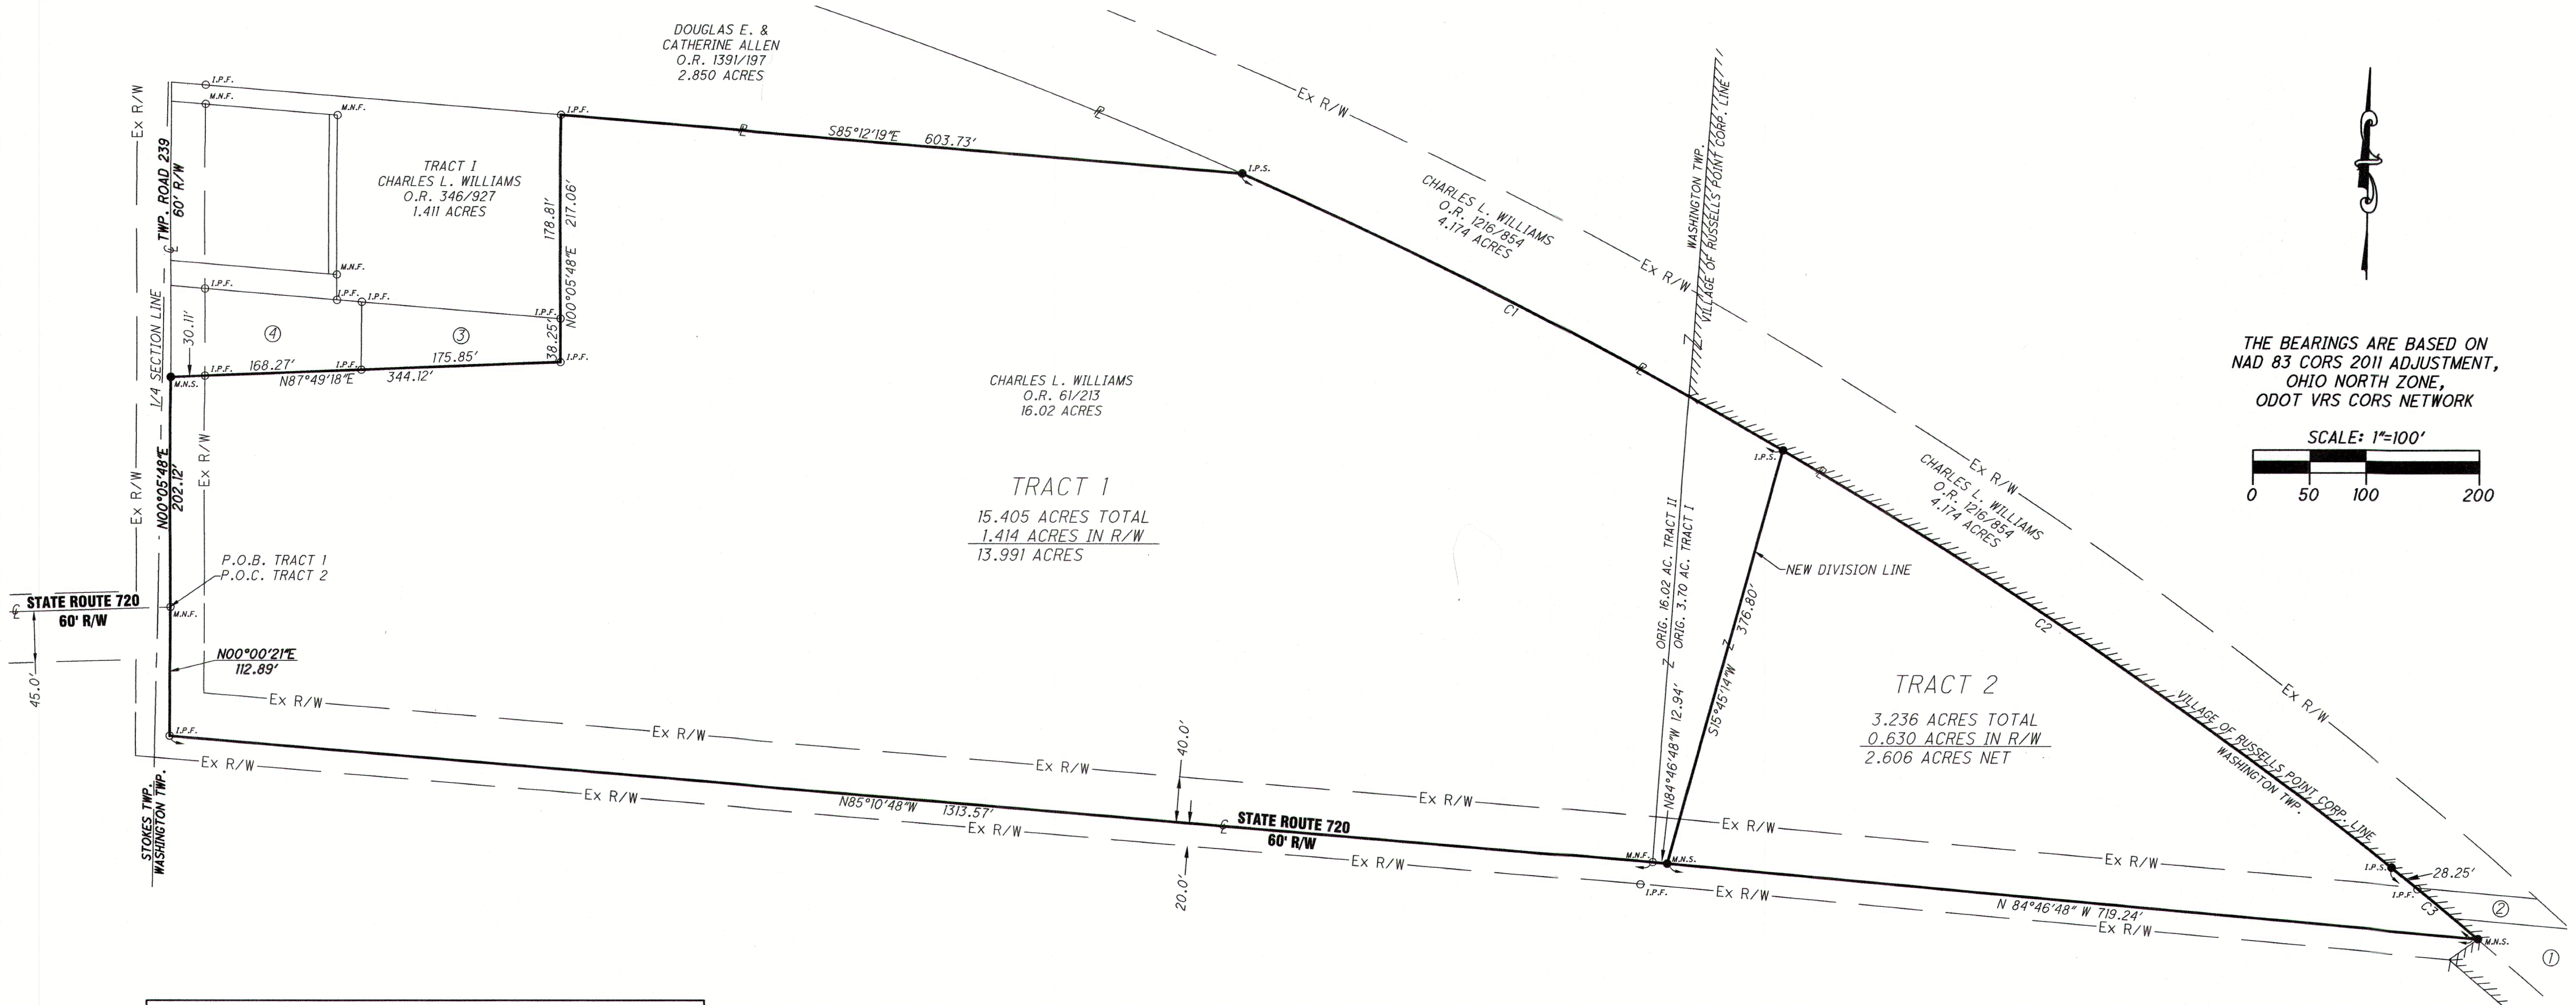 DOUGLAS E. &
CATHERINE ALLEN
O.R. 1391/197
2.850 ACRES
Ex R/W
TWP. ROAD 239
60' R/W
I.P.F.
M.N.F.
M.N.F.
I.P.F.
TRACT I
CHARLES L. WILLIAMS
O.R. 346/927
1.411 ACRES
178.81'
N00°05'48"E 217.06'
38.25'
S85°12'19"E 603.73'
I.P.S.
Ex R/W
CHARLES L. WILLIAMS
O.R. 1216/854
4.174 ACRES
Ex R/W
WASHINGTON TWP.
VILLAGE OF RUSSELLS POINT CORP. LINE
C1
M.N.F.
I.P.F.
I.P.F.
I.P.F.
I.P.F.
1/4 SECTION LINE
30.11'
4
3
168.27'
I.P.F.
175.85'
I.P.F.
I.P.F.
M.N.S.
N87°49'18"E 344.12'
CHARLES L. WILLIAMS
O.R. 61/213
16.02 ACRES
THE BEARINGS ARE BASED ON
NAD 83 CORS 2011 ADJUSTMENT,
OHIO NORTH ZONE,
ODOT VRS CORS NETWORK
SCALE: 1"=100'
0 50 100 200
Ex R/W
N00°05'48"E
202.12'
Ex R/W
TRACT 1
15.405 ACRES TOTAL
1.414 ACRES IN R/W
13.991 ACRES
I.P.S.
CHARLES L. WILLIAMS
O.R. 1216/854
4.174 ACRES
Ex R/W
P.O.B. TRACT 1
P.O.C. TRACT 2
NEW DIVISION LINE
ORIG. 16.02 AC. TRACT II
ORIG. 3.70 AC. TRACT I
S15°45'14"W 376.80'
N84°46'48"W 12.94'
STATE ROUTE 720
60' R/W
M.N.F.
45.0'
N00°00'21"E
112.89'
C2
TRACT 2
3.236 ACRES TOTAL
0.630 ACRES IN R/W
2.606 ACRES NET
Ex R/W
VILLAGE OF RUSSELLS POINT CORP. LINE
WASHINGTON TWP.
Ex R/W
Ex R/W
I.P.F.
Ex R/W
Ex R/W
Ex R/W
40.0'
Ex R/W
Ex R/W
STOKES TWP.
WASHINGTON TWP.
N85°10'48"W 1313.57'
Ex R/W
STATE ROUTE 720
60' R/W
20.0'
Ex R/W
M.N.F.
M.N.S.
I.P.F.
Ex R/W
Ex R/W
I.P.S.
28.25'
I.P.F.
C3
2
N 84°46'48" W 719.24'
Ex R/W
M.N.S.
1